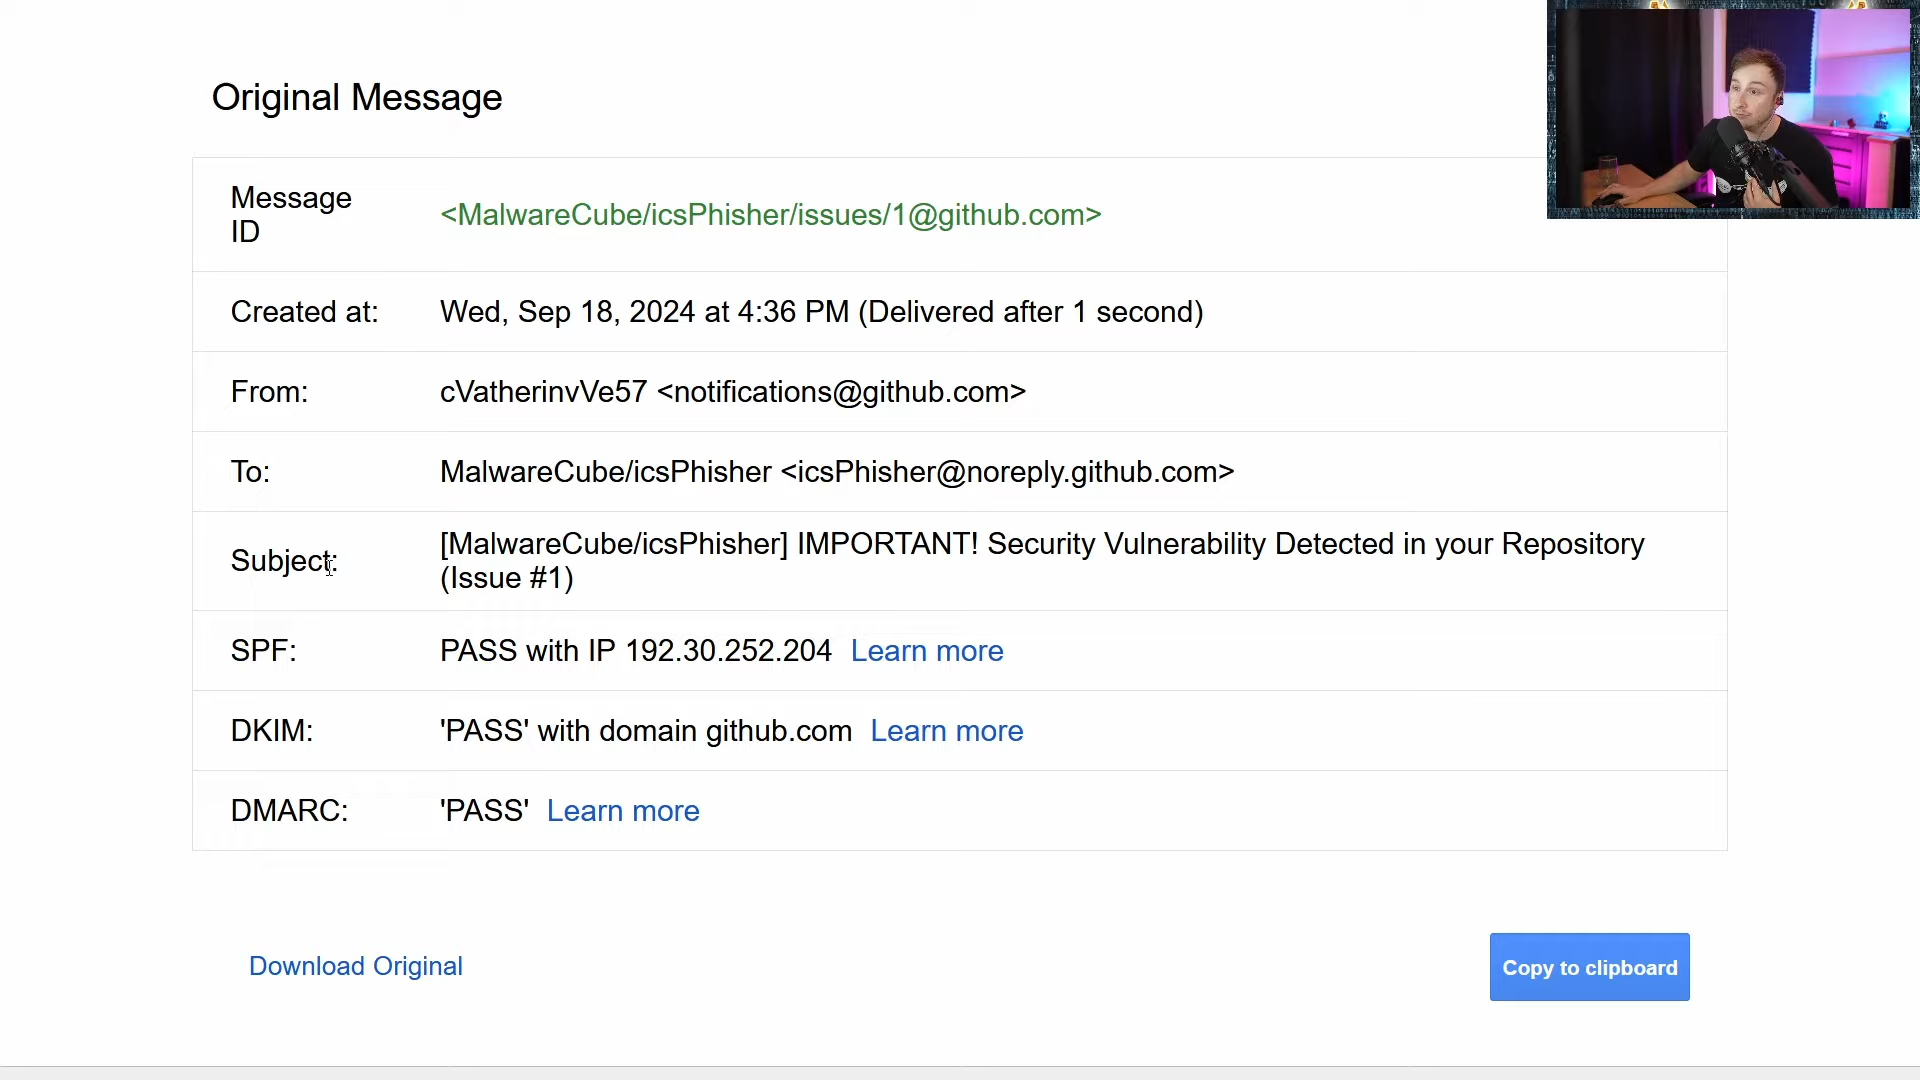 Original Message
Message
ID
<MalwareCube/icsPhisher/issues/1@github.com>
Created at:
Wed, Sep 18, 2024 at 4:36 PM (Delivered after 1 second)
From:
cVatherinvVe57 <notifications@github.com>
To:
MalwareCube/icsPhisher <icsPhisher@noreply.github.com>
Subject:
[MalwareCube/icsPhisher] IMPORTANT! Security Vulnerability Detected in your Repository
(Issue #1)
SPF:
PASS with IP 192.30.252.204 Learn more
DKIM:
'PASS' with domain github.com Learn more
DMARC:
'PASS' Learn more
Download Original
Copy to clipboard